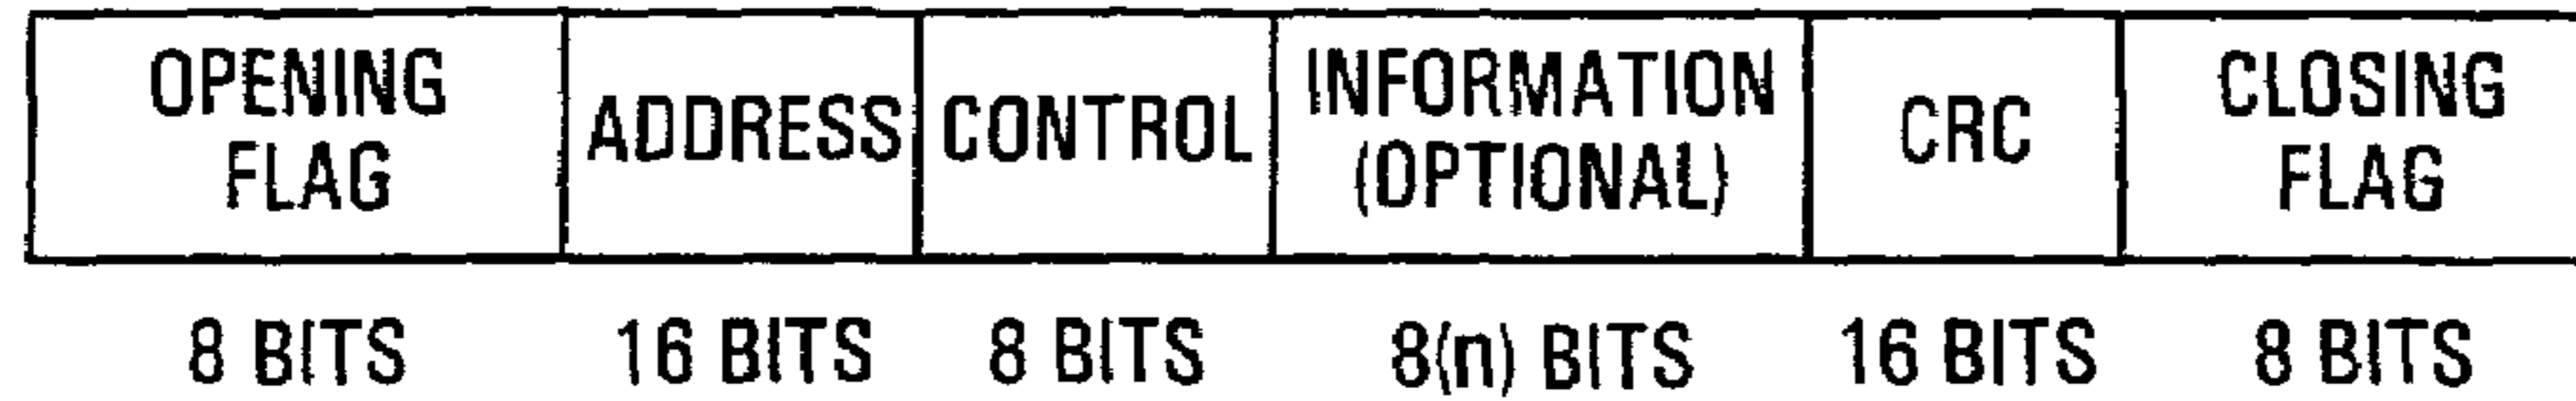 OPENING
FLAG
ADDRESS
CONTROL
INFORMATION
(OPTIONAL)
CRC
CLOSING
FLAG
8 BITS
16 BITS
8 BITS
8(n) BITS
16 BITS
8 BITS